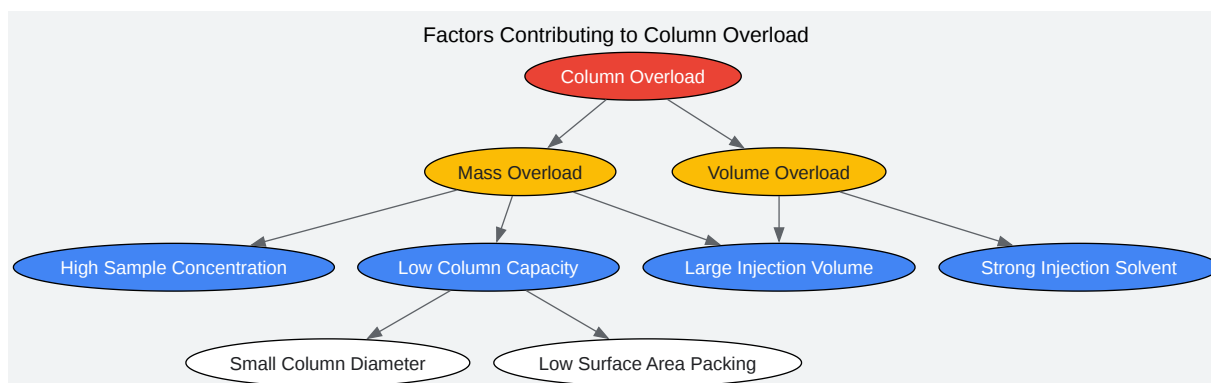 Factors Contributing to Column Overload
Column Overload
Mass Overload
Volume Overload
High Sample Concentration
Low Column Capacity
Large Injection Volume
Strong Injection Solvent
Small Column Diameter
Low Surface Area Packing